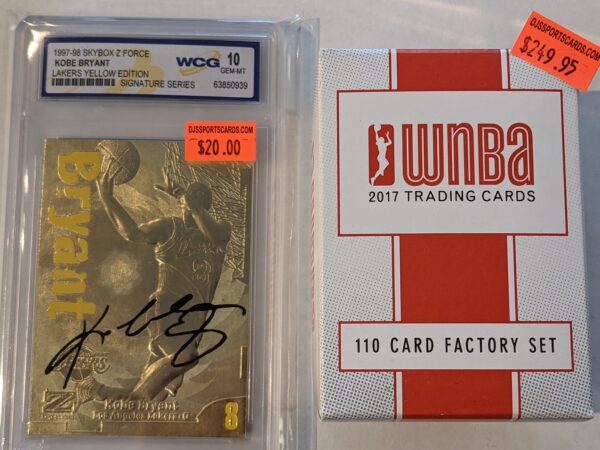 1997-98 SKYBOX Z FORCE
KOBE BRYANT
LAKERS YELLOW EDITION
SIGNATURE SERIES
WCG
10
GEM-MT
63850939
DJSSPORTSCARDS.COM
$20.00
Bryant
8
Kobe Bryant
Los Angeles Lakers
Z
8
DJSSPORTSCARDS.COM
$249.95
WNBA
2017 TRADING CARDS
110 CARD FACTORY SET